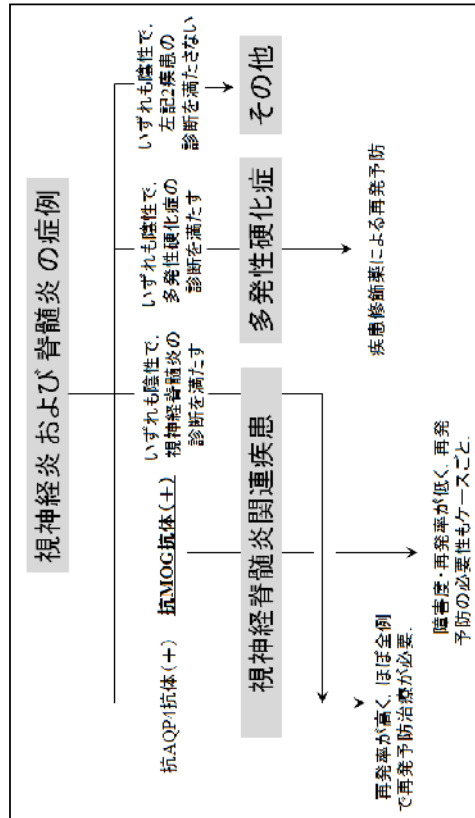 視神経炎 および 脊髄炎 の症例
抗AQP4抗体(+)
抗MOG抗体(+)
いずれも陰性で、
視神経脊髄炎の
診断を満たす
いずれも陰性で、
多発性硬化症の
診断を満たす
いずれも陰性で、
左記2疾患の
診断を満たさない
視神経脊髄炎関連疾患
多発性硬化症
その他
再発率が高く、ほぼ全例
で再発予防治療が必要.
障害度・再発率が低く、再発
予防の必要性もケースごと.
疾患修飾薬による再発予防